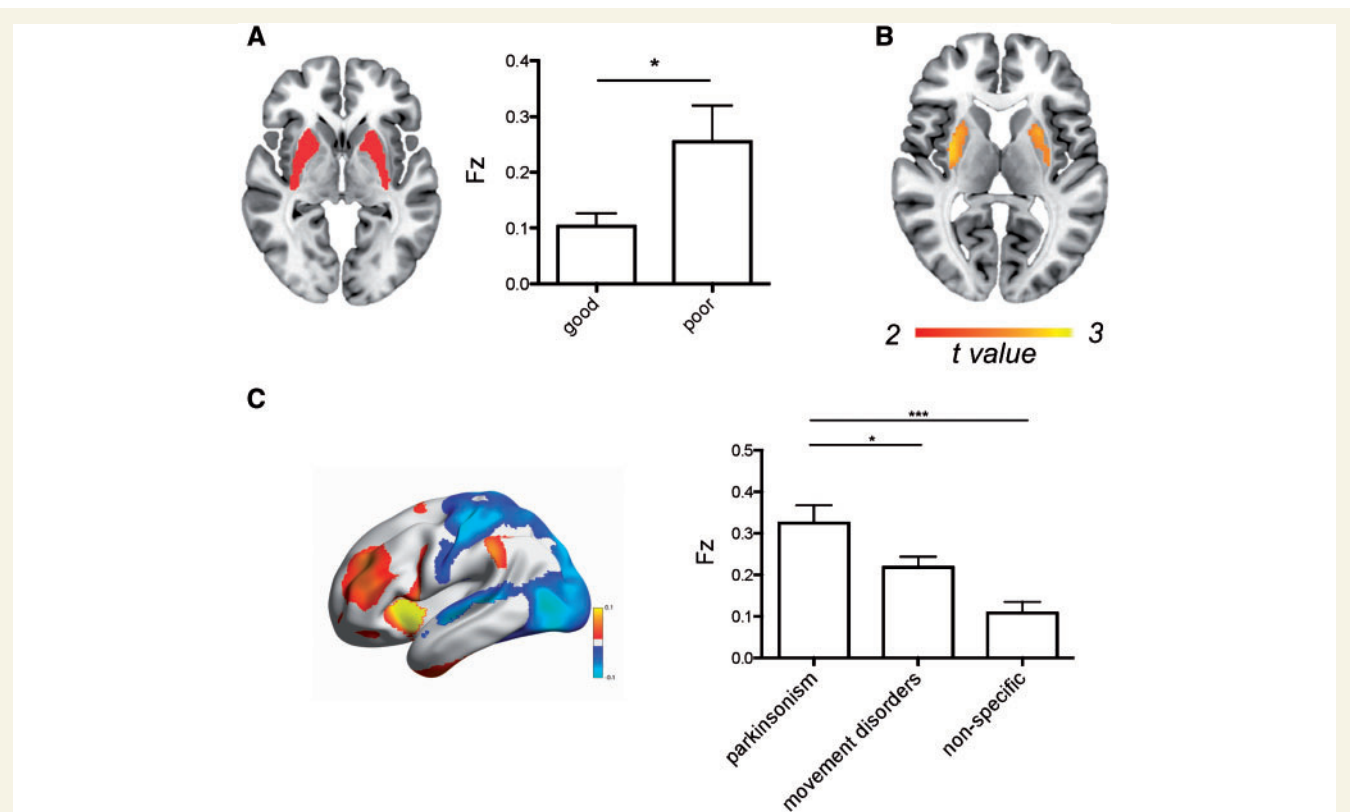 A
B
0.4
0.3
0.2
0.1
0.0
Fz
*
good
poor
2
3
t value
C
0.1
-0.1
0.5
0.4
0.3
0.2
0.1
0.0
Fz
***
*
parkinsonism
movement disorders
non-specific